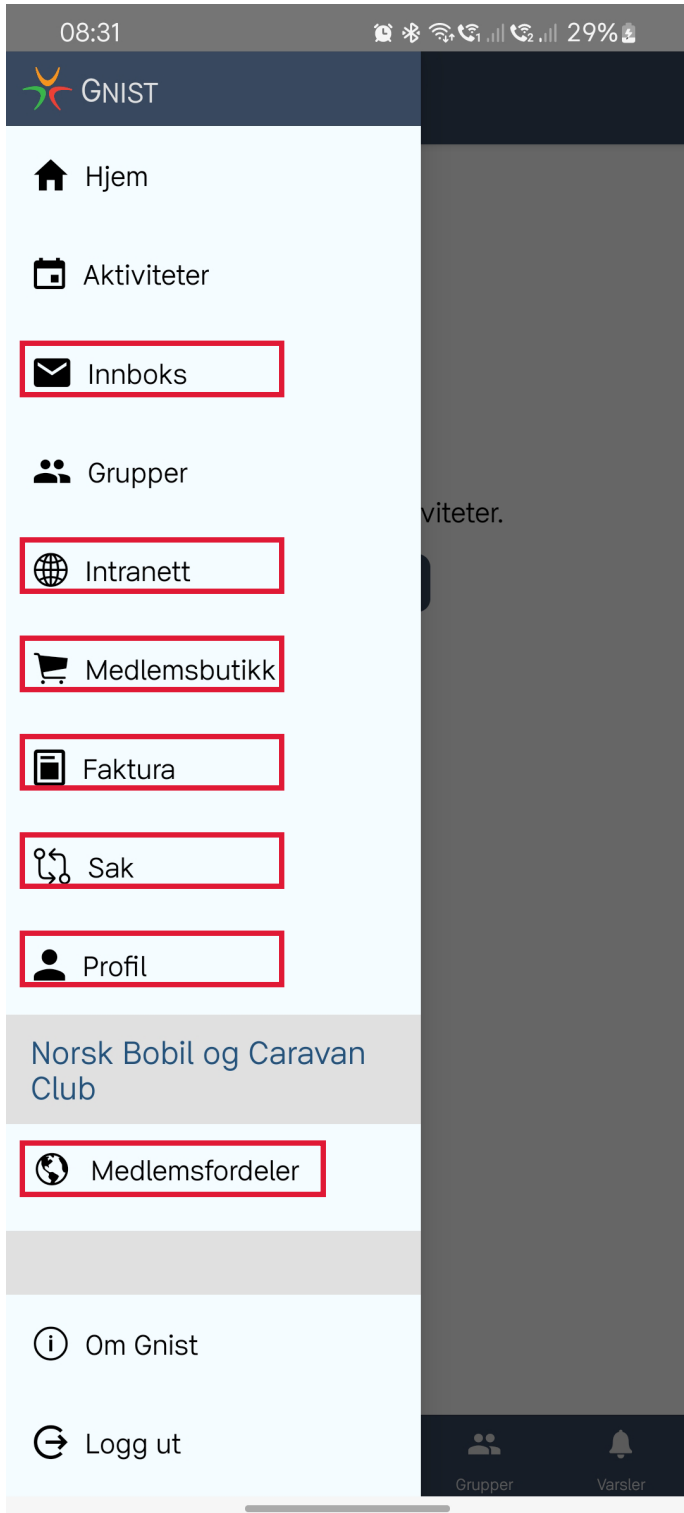 08:31 29%
GNIST
Hjem
Aktiviteter
Innboks
Grupper
viteter.
Intranett
Medlemsbutikk
Faktura
Sak
Profil
Norsk Bobil og Caravan
Club
Medlemsfordeler
Om Gnist
Logg ut
Grupper Varsler